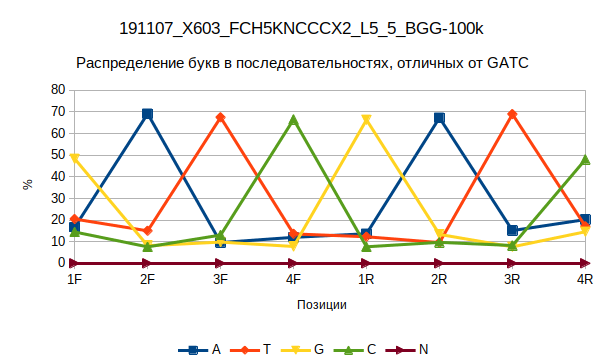 191107_X603_FCH5KNCCCX2_L5_5_BGG-100k
Распределение букв в последовательностях, отличных от GATC
80
70
60
50
40
30
20
10
0
%
1F 2F 3F 4F 1R 2R 3R 4R
Позиции
A T G C N